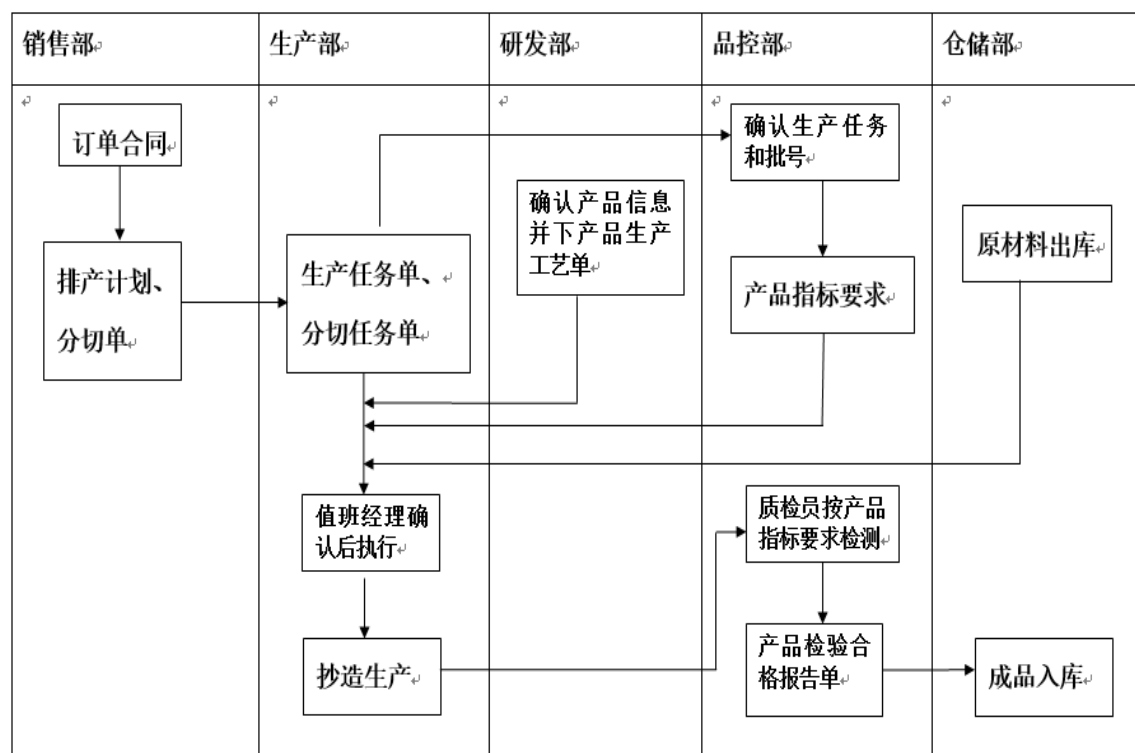 销售部
生产部
研发部
品控部
仓储部
订单合同
排产计划、
分切单
生产任务单、
分切任务单
确认产品信息
并下产品生产
工艺单
确认生产任务
和批号
产品指标要求
原材料出库
值班经理确
认后执行
抄造生产
质检员按产品
指标要求检测
产品检验合
格报告单
成品入库